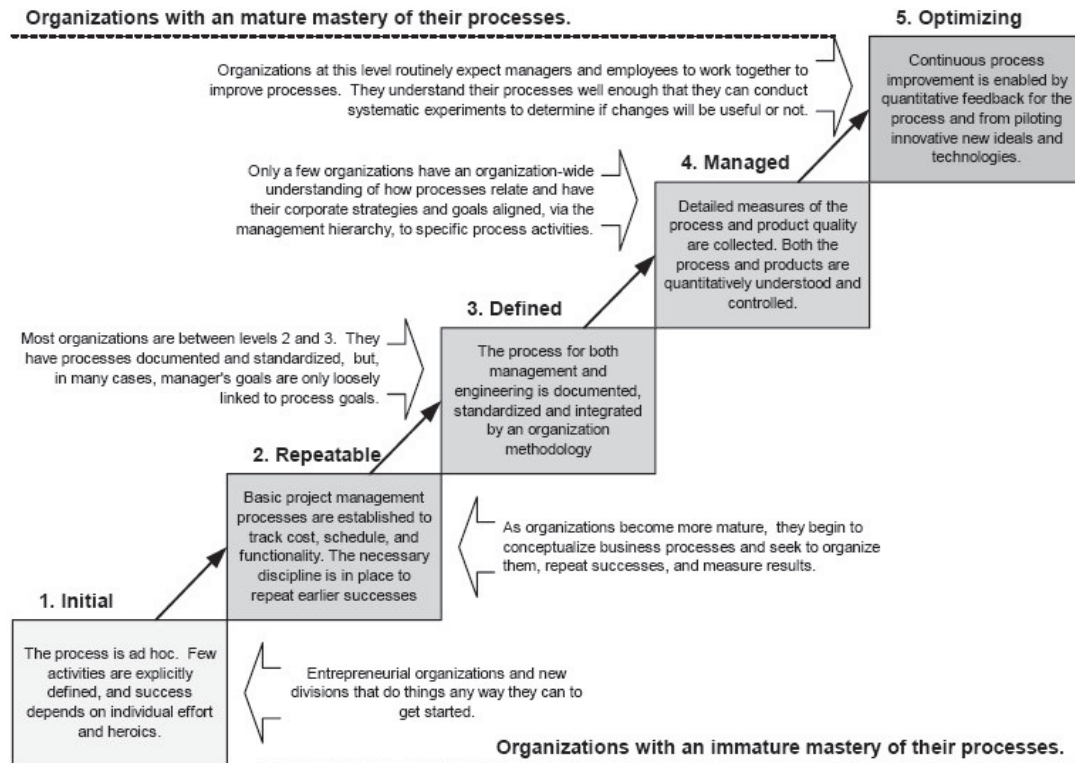 Organizations with an mature mastery of their processes.
5. Optimizing
Continuous process
improvement is enabled by
quantitative feedback for the
process and from piloting
innovative new ideals and
technologies.
Organizations at this level routinely expect managers and employees to work together to
improve processes. They understand their processes well enough that they can conduct
systematic experiments to determine if changes will be useful or not.
4. Managed
Detailed measures of the
process and product quality
are collected. Both the
process and products are
quantitatively understood and
controlled.
Only a few organizations have an organization-wide
understanding of how processes relate and have
their corporate strategies and goals aligned, via the
management hierarchy, to specific process activities.
3. Defined
The process for both
management and
engineering is documented,
standardized and integrated
by an organization
methodology
Most organizations are between levels 2 and 3. They
have processes documented and standardized, but,
in many cases, manager's goals are only loosely
linked to process goals.
2. Repeatable
Basic project management
processes are established to
track cost, schedule, and
functionality. The necessary
discipline is in place to
repeat earlier successes
As organizations become more mature, they begin to
conceptualize business processes and seek to organize
them, repeat successes, and measure results.
1. Initial
The process is ad hoc. Few
activities are explicitly
defined, and success
depends on individual effort
and heroics.
Entrepreneurial organizations and new
divisions that do things any way they can to
get started.
Organizations with an immature mastery of their processes.